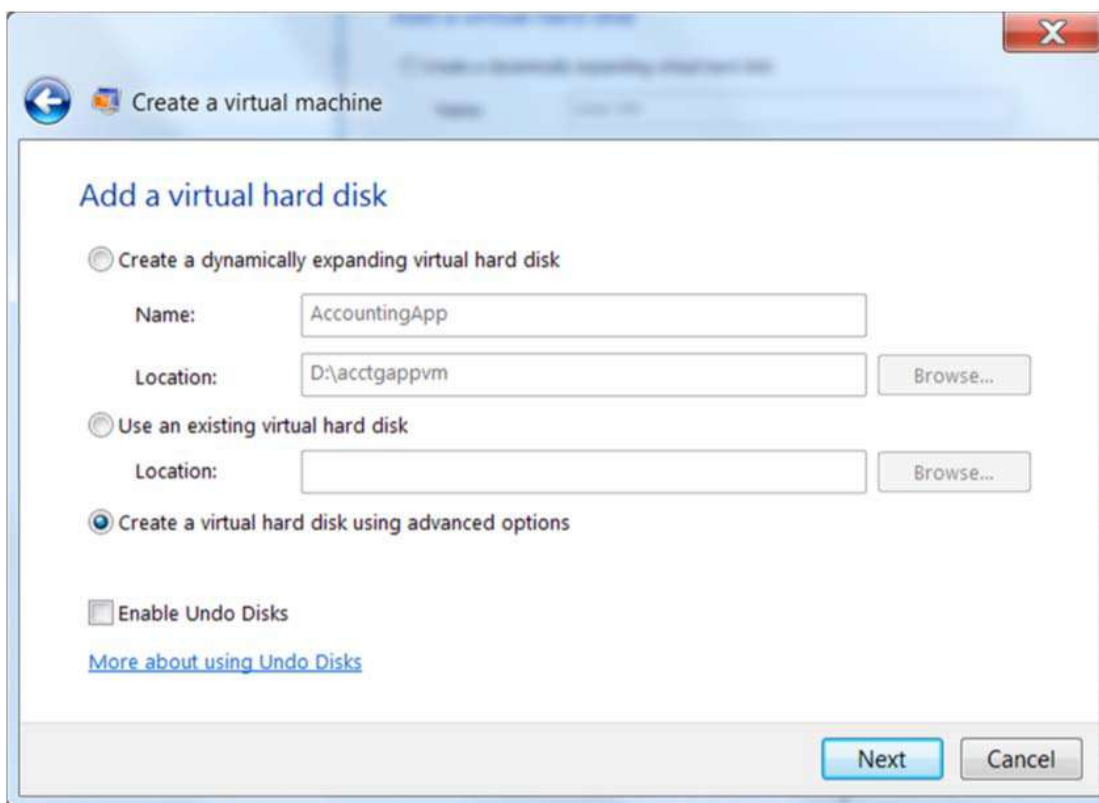 Create a virtual machine
Add a virtual hard disk
Create a dynamically expanding virtual hard disk
Name: AccountingApp
Location: D:\acctgappvm Browse...
Use an existing virtual hard disk
Location: Browse...
Create a virtual hard disk using advanced options
Enable Undo Disks
More about using Undo Disks
Next Cancel